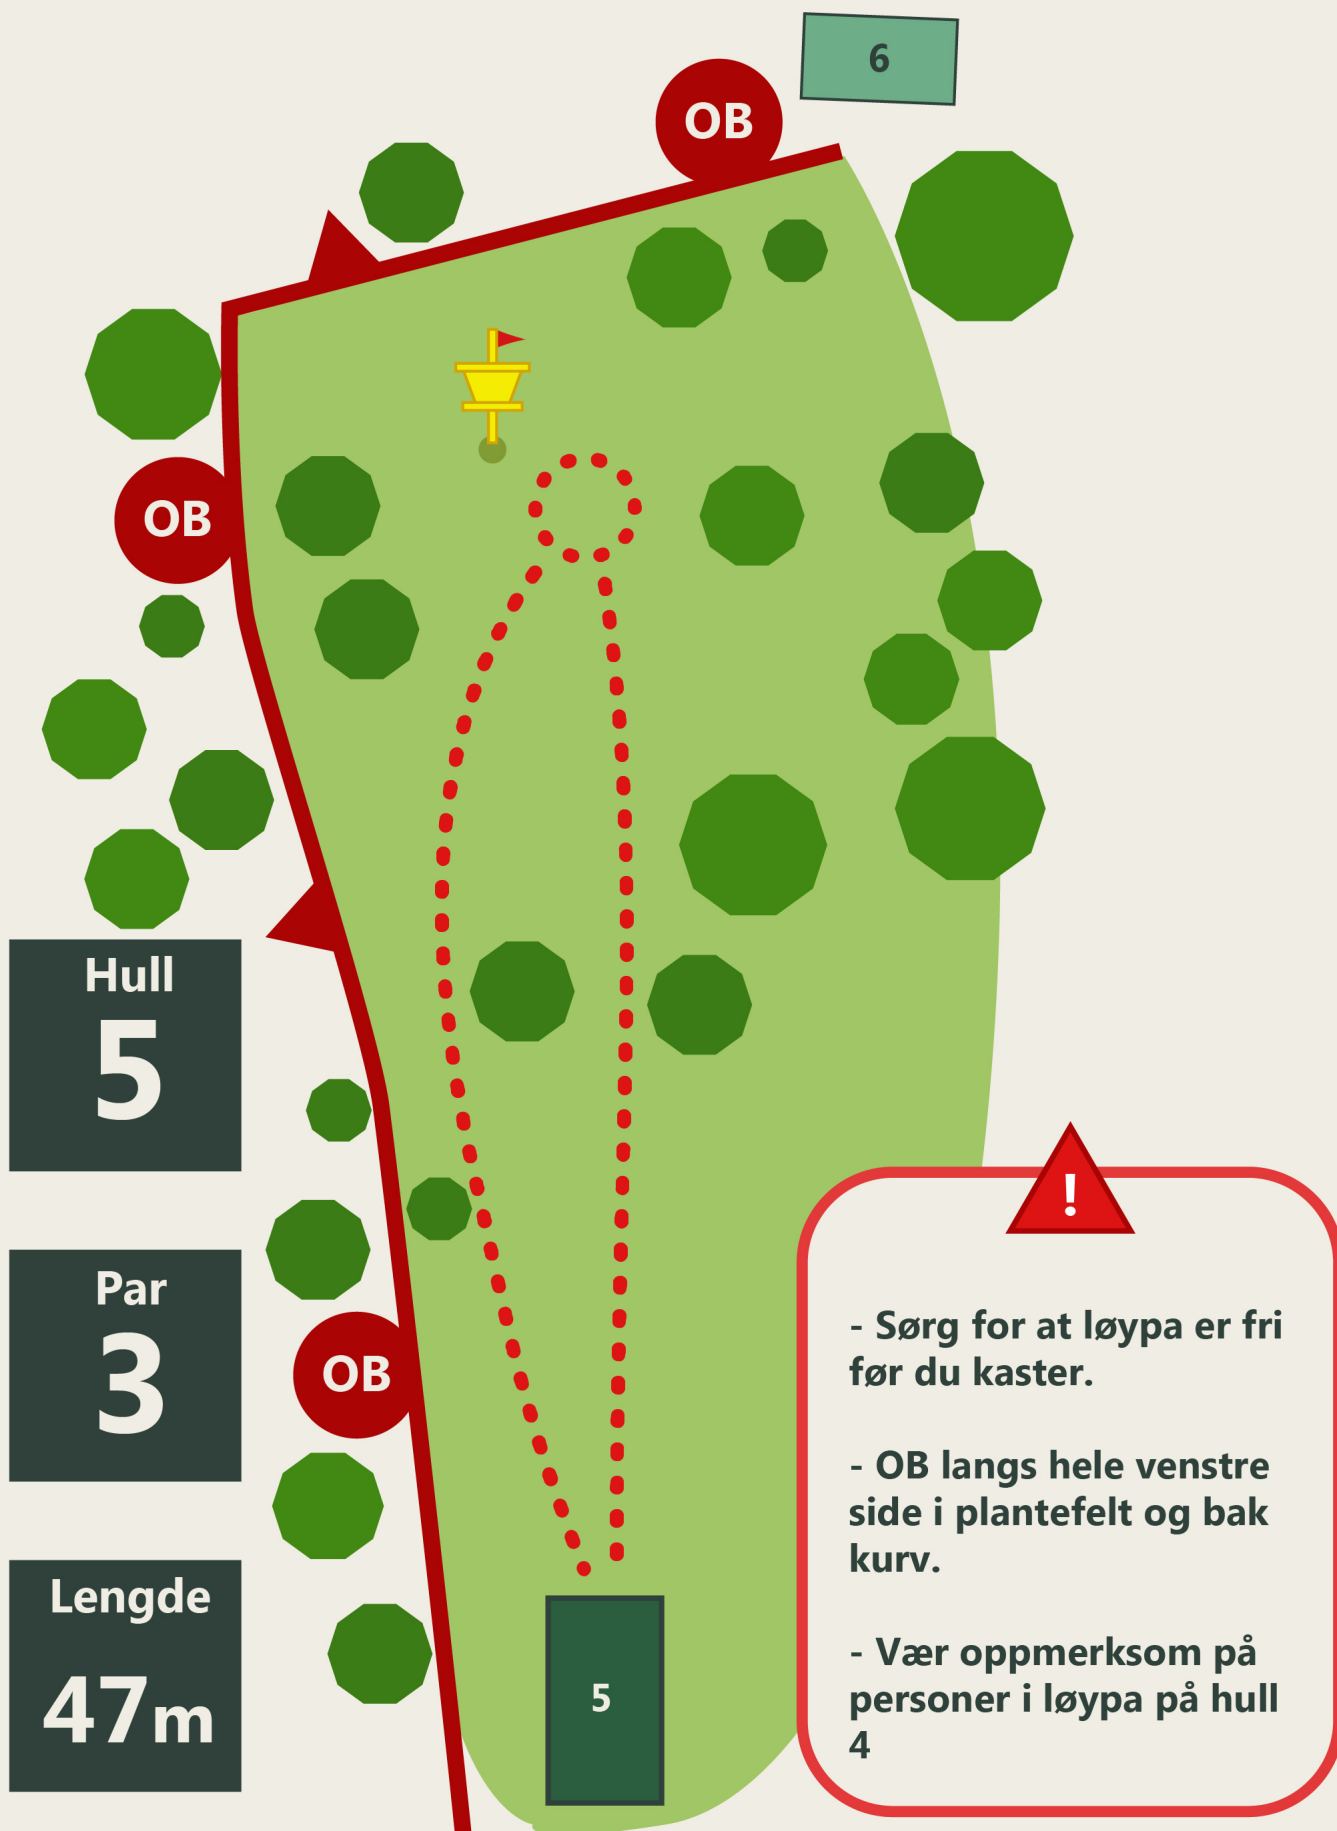 6
OB
OB
Hull
5
Par
3
OB
Lengde
47m
5
!
- Sørg for at løypa er fri
før du kaster.
- OB langs hele venstre
side i plantefelt og bak
kurv.
- Vær oppmerksom på
personer i løypa på hull
4